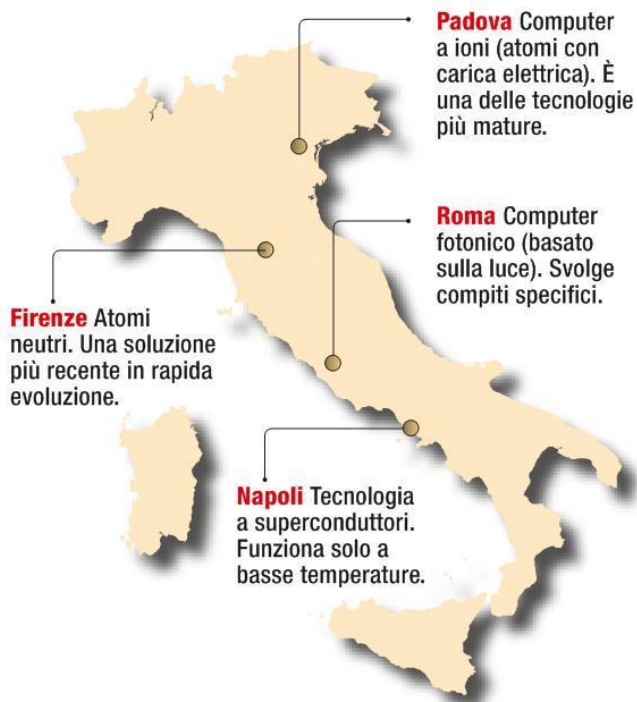 Padova Computer
a ioni (atomi con
carica elettrica). È
una delle tecnologie
più mature.
Roma Computer
fotonico (basato
sulla luce). Svolge
compiti specifici.
Firenze Atomi
neutri. Una soluzione
più recente in rapida
evoluzione.
Napoli Tecnologia
a superconduttori.
Funziona solo a
basse temperature.